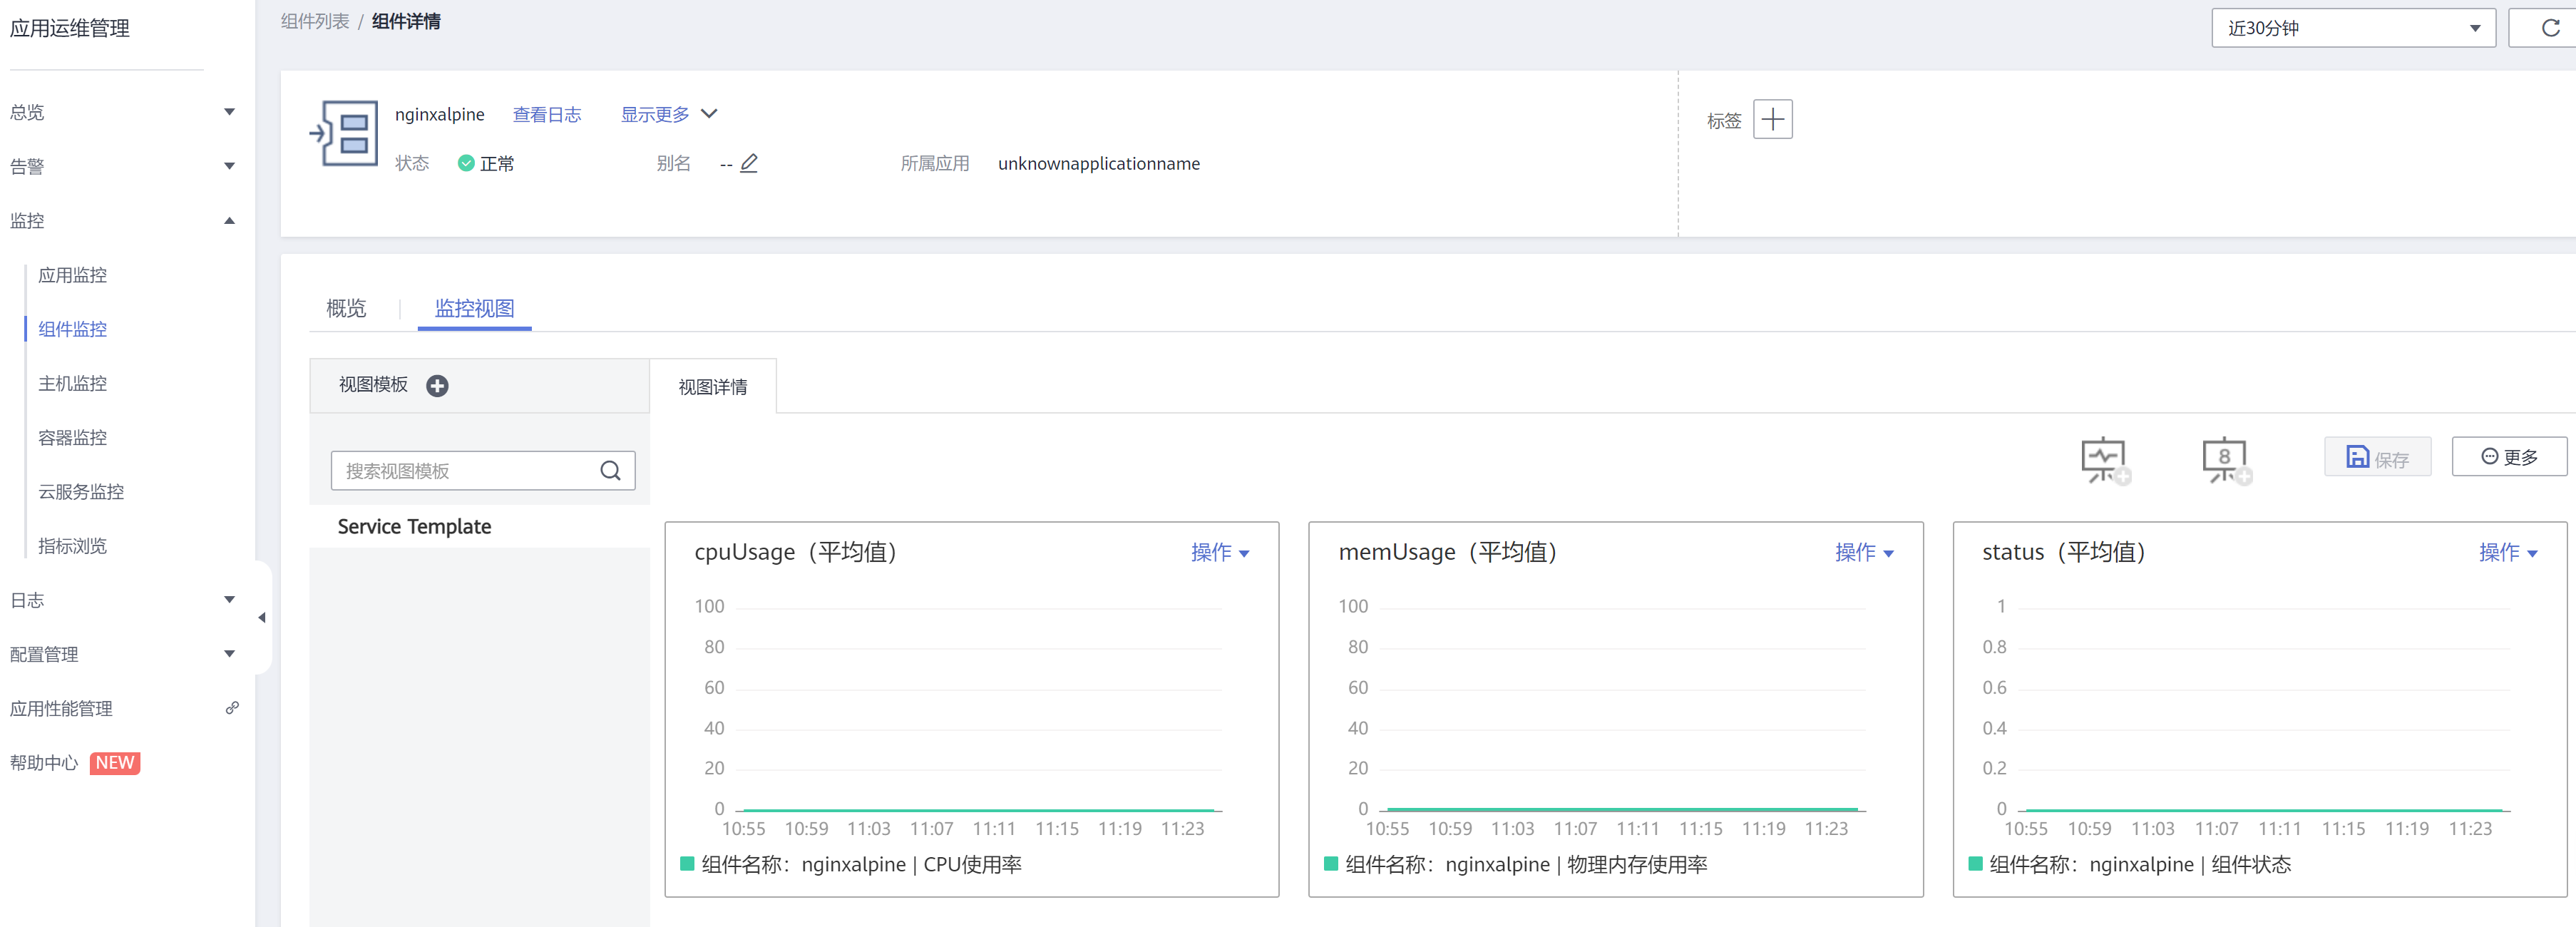 应用运维管理
总览
告警
监控
应用监控
组件监控
主机监控
容器监控
云服务监控
指标浏览
日志
配置管理
应用性能管理
帮助中心 NEW
组件列表 / 组件详情
近30分钟
nginxalpine 查看日志 显示更多
状态 正常 别名 -- 所属应用 unknownapplicationname
标签
概览 监控视图
视图模板 视图详情
搜索视图模板
8 保存 更多
Service Template
cpuUsage（平均值） 操作
100
80
60
40
20
0
10:55 10:59 11:03 11:07 11:11 11:15 11:19 11:23
组件名称：nginxalpine | CPU使用率
memUsage（平均值） 操作
100
80
60
40
20
0
10:55 10:59 11:03 11:07 11:11 11:15 11:19 11:23
组件名称：nginxalpine | 物理内存使用率
status（平均值） 操作
1
0.8
0.6
0.4
0.2
0
10:55 10:59 11:03 11:07 11:11 11:15 11:19 11:23
组件名称：nginxalpine | 组件状态